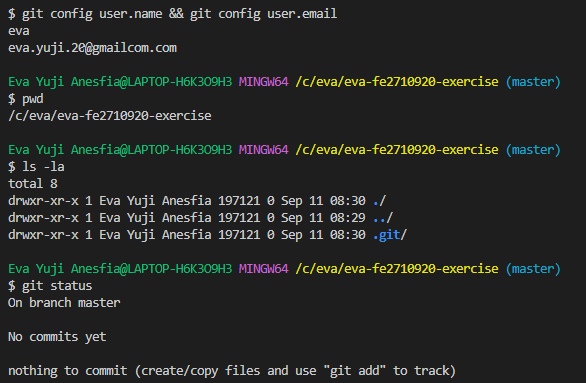 $ git config user.name && git config user.email
eva
eva.yuji.20@gmailcom.com
Eva Yuji Anesfia@LAPTOP-H6K3O9H3 MINGW64 /c/eva/eva-fe2710920-exercise (master)
$ pwd
/c/eva/eva-fe2710920-exercise
Eva Yuji Anesfia@LAPTOP-H6K3O9H3 MINGW64 /c/eva/eva-fe2710920-exercise (master)
$ ls -la
total 8
drwxr-xr-x 1 Eva Yuji Anesfia 197121 0 Sep 11 08:30 ./
drwxr-xr-x 1 Eva Yuji Anesfia 197121 0 Sep 11 08:29 ../
drwxr-xr-x 1 Eva Yuji Anesfia 197121 0 Sep 11 08:30 .git/
Eva Yuji Anesfia@LAPTOP-H6K3O9H3 MINGW64 /c/eva/eva-fe2710920-exercise (master)
$ git status
On branch master
No commits yet
nothing to commit (create/copy files and use "git add" to track)